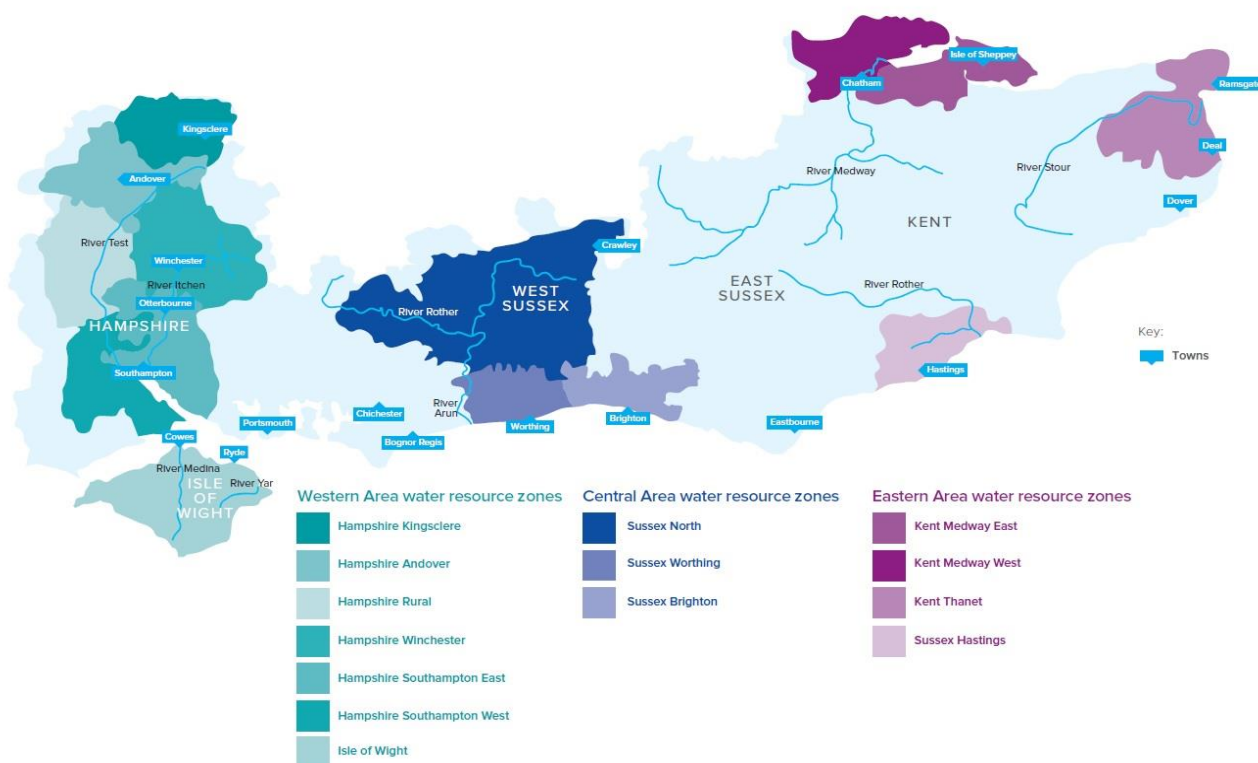 Isle of Sheppey
Chatham
Ramsgate
Kingsclere
Deal
Andover
River Medway
River Stour
Dover
KENT
River Test
Crawley
Winchester
WEST
SUSSEX
EAST
SUSSEX
River Itchen
River Rother
Otterbourne
River Rother
HAMPSHIRE
Key:
Towns
Southampton
Hastings
River
Arun
Chichester
Portsmouth
Worthing
Brighton
Eastbourne
Cowes
Bognor Regis
Ryde
River Medina
ISLE
OF
WIGHT
River Yar
Western Area water resource zones
Hampshire Kingsclere
Hampshire Andover
Hampshire Rural
Hampshire Winchester
Hampshire Southampton East
Hampshire Southampton West
Isle of Wight
Central Area water resource zones
Sussex North
Sussex Worthing
Sussex Brighton
Eastern Area water resource zones
Kent Medway East
Kent Medway West
Kent Thanet
Sussex Hastings